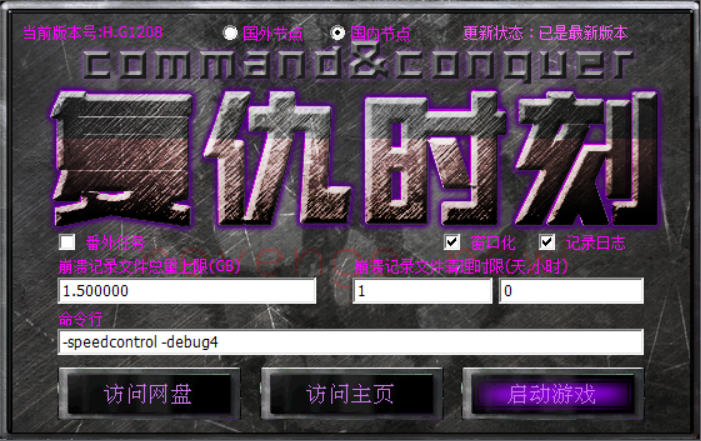 当前版本号:H.G1208 国外节点 国内节点 更新状态：已是最新版本
command&conquer
复仇时刻
番外任务 窗口化 记录日志
崩溃记录文件总量上限(GB) 崩溃记录文件清理时限(天,小时)
1.500000 1 0
命令行
-speedcontrol -debug4
访问网盘 访问主页 启动游戏